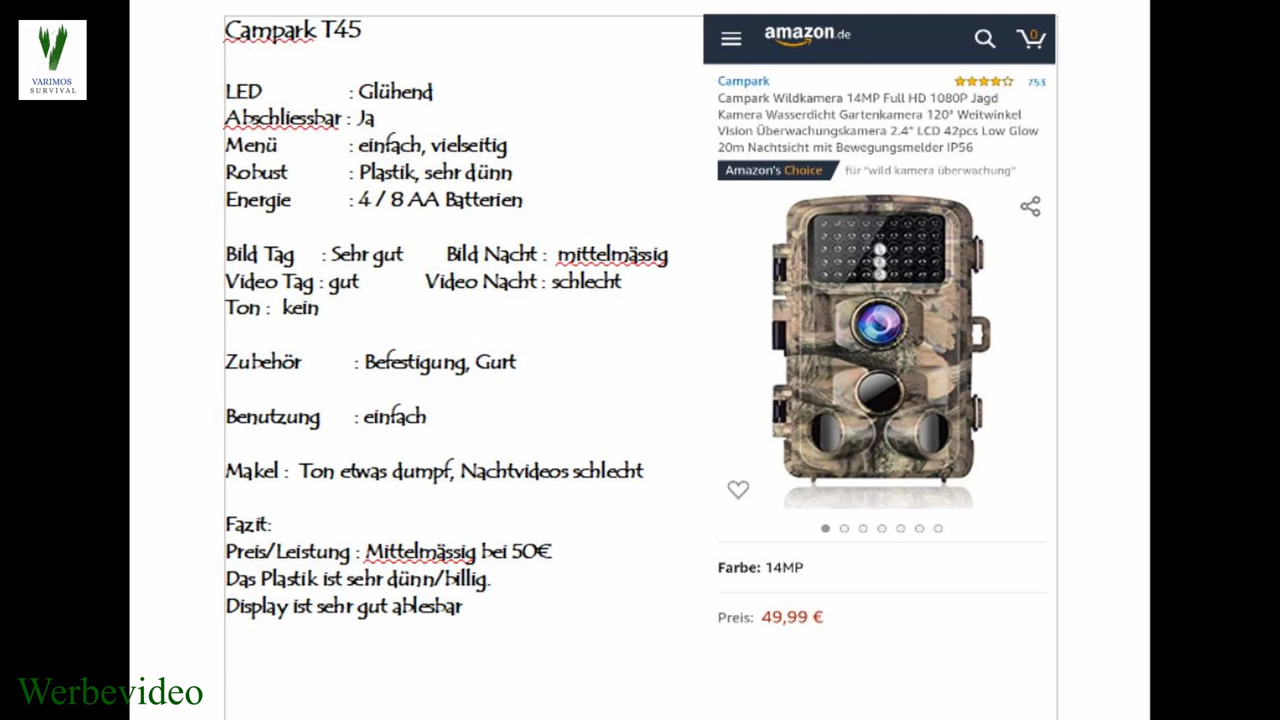 VARIMOS
SURVIVAL
Campark T45
LED : Glühend
Abschliessbar : Ja
Menü : einfach, vielseitig
Robust : Plastik, sehr dünn
Energie : 4 / 8 AA Batterien
Bild Tag : Sehr gut Bild Nacht : mittelmässig
Video Tag : gut Video Nacht : schlecht
Ton : kein
Zubehör : Befestigung, Gurt
Benutzung : einfach
Makel : Ton etwas dumpf, Nachtvideos schlecht
Fazit:
Preis/Leistung : Mittelmässig bei 50€
Das Plastik ist sehr dünn/billig.
Display ist sehr gut ablesbar
amazon.de
0
Campark 753
Campark Wildkamera 14MP Full HD 1080P Jagd
Kamera Wasserdicht Gartenkamera 120° Weitwinkel
Vision Überwachungskamera 2.4” LCD 42pcs Low Glow
20m Nachtsicht mit Bewegungsmelder IP56
Amazon's Choice für "wild kamera überwachung"
Farbe: 14MP
Preis: 49,99 €
Werbevideo